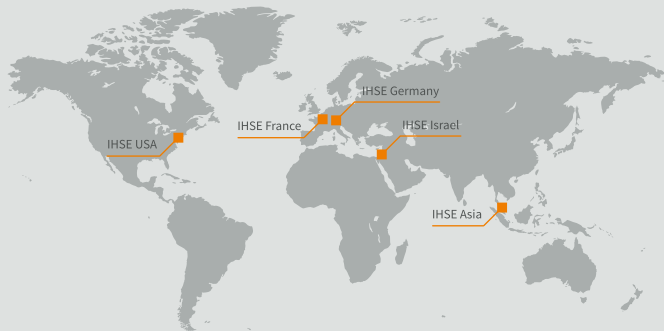 IHSE Germany
IHSE France
IHSE Israel
IHSE USA
IHSE Asia